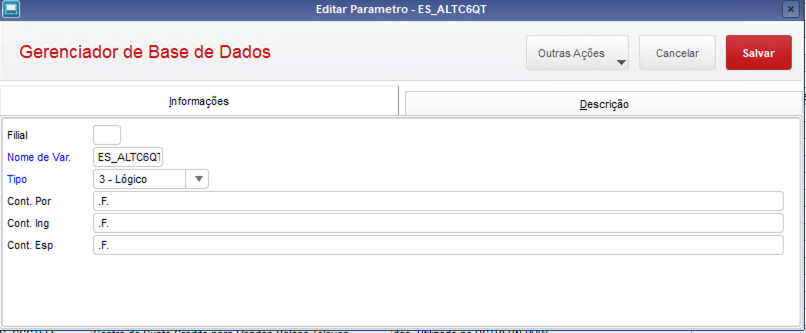 Editar Parametro - ES_ALTC6QT
Gerenciador de Base de Dados
Outras Ações
Cancelar
Salvar
Informações
Descrição
Filial
Nome de Var. ES_ALTC6QT
Tipo 3 - Lógico
Cont. Por .F.
Cont. Ing .F.
Cont. Esp .F.